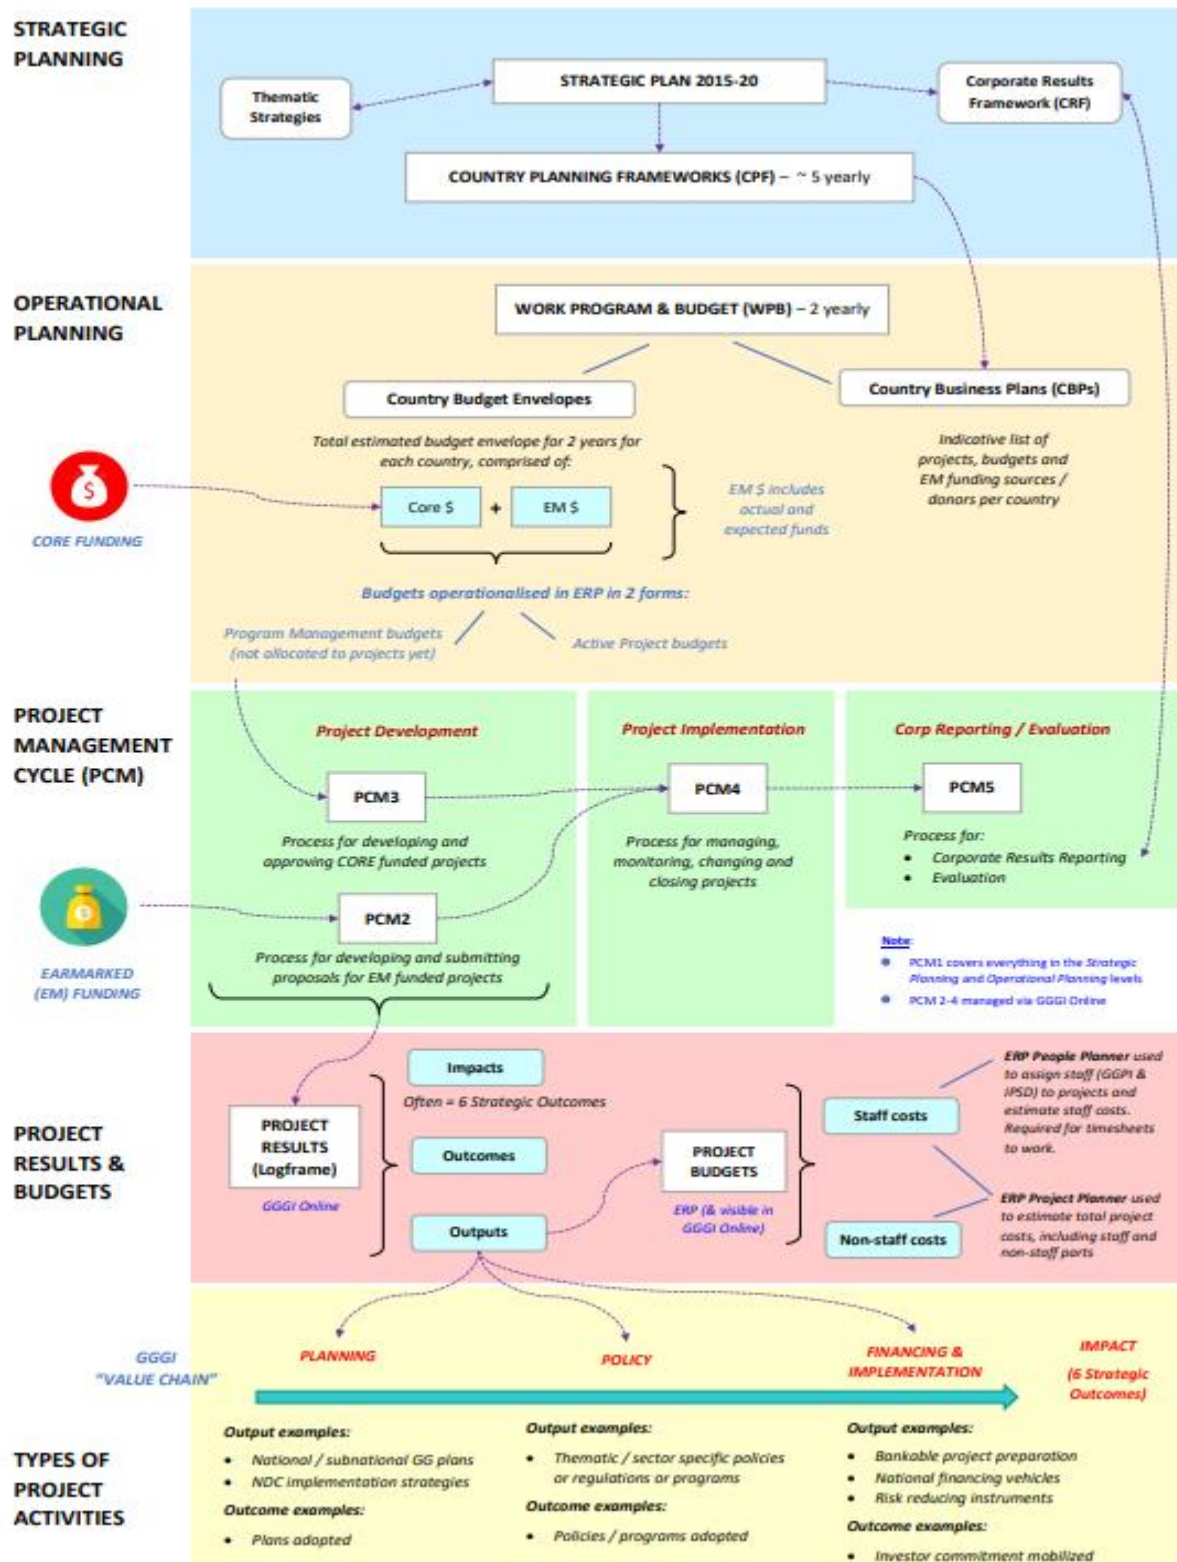 STRATEGIC
PLANNING
STRATEGIC PLAN 2015-20
Thematic
Strategies
Corporate Results
Framework (CRF)
COUNTRY PLANNING FRAMEWORKS (CPF) – ~ 5 yearly
OPERATIONAL
PLANNING
WORK PROGRAM & BUDGET (WPB) – 2 yearly
Country Budget Envelopes
Country Business Plans (CBPs)
Total estimated budget envelope for 2 years for
each country, comprised of:
Indicative list of
projects, budgets and
EM funding sources /
donors per country
$
CORE FUNDING
Core $
+
EM $
EM $ includes
actual and
expected funds
Budgets operationalised in ERP in 2 forms:
Program Management budgets
(not allocated to projects yet)
Active Project budgets
PROJECT
MANAGEMENT
CYCLE (PCM)
Project Development
Project Implementation
Corp Reporting / Evaluation
PCM3
PCM4
PCM5
Process for developing and
approving CORE funded projects
Process for managing,
monitoring, changing and
closing projects
Process for:
• Corporate Results Reporting
• Evaluation
$
EARMARKED
(EM) FUNDING
PCM2
Process for developing and submitting
proposals for EM funded projects
Note:
• PCM1 covers everything in the Strategic
Planning and Operational Planning levels
• PCM 2-4 managed via GGGI Online
PROJECT
RESULTS &
BUDGETS
PROJECT
RESULTS
(Logframe)
GGGI Online
Impacts
Often = 6 Strategic Outcomes
Outcomes
Outputs
PROJECT
BUDGETS
ERP (& visible in
GGGI Online)
Staff costs
Non-staff costs
ERP People Planner used
to assign staff (GGPI &
IPSD) to projects and
estimate staff costs.
Required for timesheets
to work.
ERP Project Planner used
to estimate total project
costs, including staff and
non-staff parts
GGGI
"VALUE CHAIN"
PLANNING
POLICY
FINANCING &
IMPLEMENTATION
IMPACT
(6 Strategic
Outcomes)
TYPES OF
PROJECT
ACTIVITIES
Output examples:
• National / subnational GG plans
• NDC implementation strategies
Outcome examples:
• Plans adopted
Output examples:
• Thematic / sector specific policies
or regulations or programs
Outcome examples:
• Policies / programs adopted
Output examples:
• Bankable project preparation
• National financing vehicles
• Risk reducing instruments
Outcome examples:
• Investor commitment mobilized